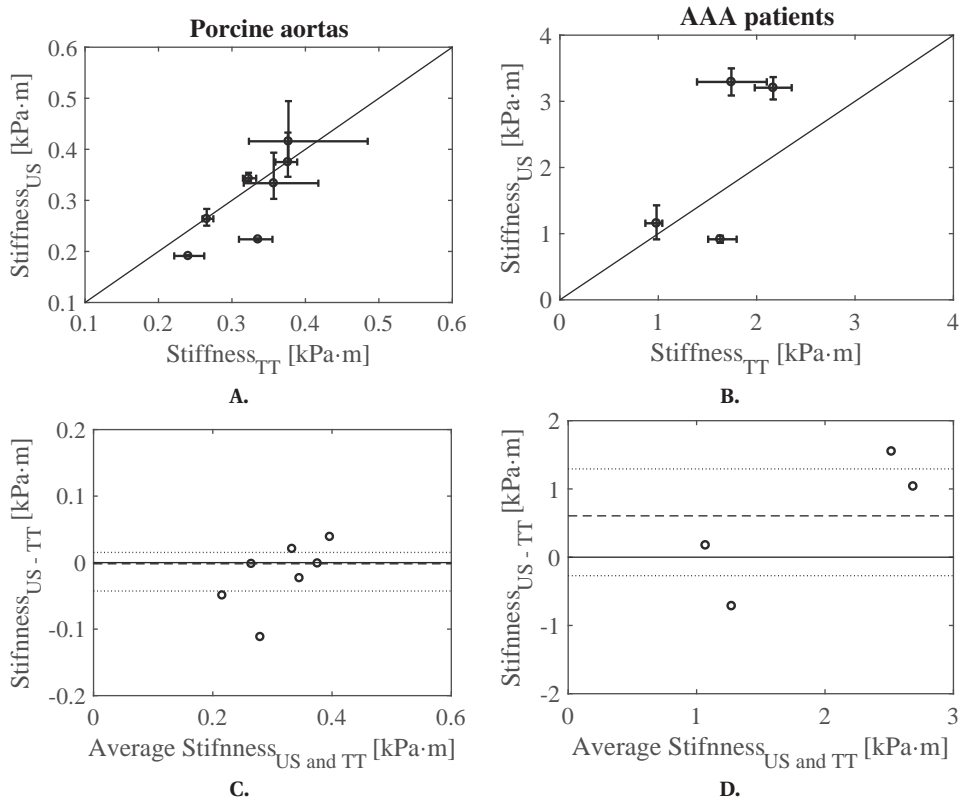 Porcine aortas
0.6
0.5
0.4
0.3
0.2
0.1
0.1 0.2 0.3 0.4 0.5 0.6
Stiffness_US [kPa·m]
Stiffness_TT [kPa·m]
A.
AAA patients
4
3
2
1
0
0 1 2 3 4
Stiffness_US [kPa·m]
Stiffness_TT [kPa·m]
B.
0.2
0.1
0
-0.1
-0.2
0 0.2 0.4 0.6
Stifnness_US - TT [kPa·m]
Average Stifnness_US and TT [kPa·m]
C.
2
1
0
-1
-2
0 1 2 3
Stifnness_US - TT [kPa·m]
Average Stifnness_US and TT [kPa·m]
D.